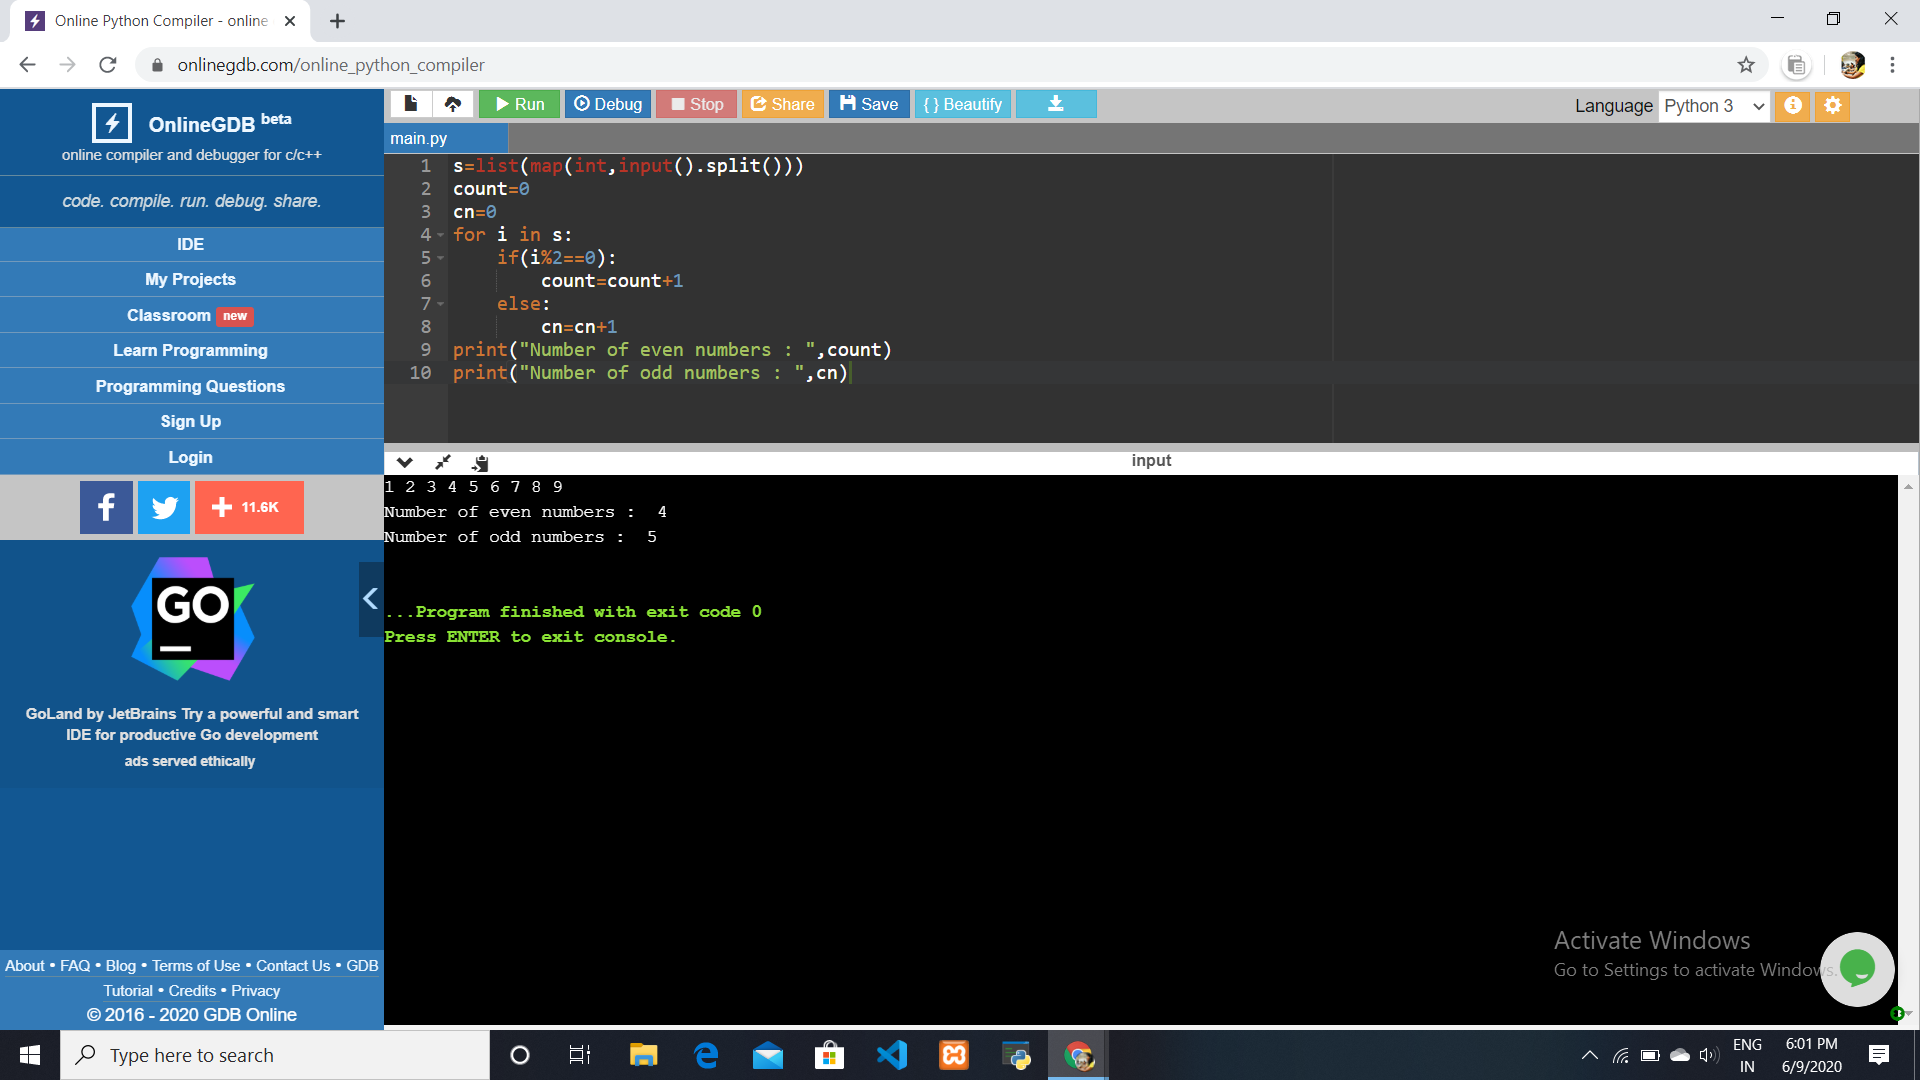 Online Python Compiler - online
onlinegdb.com/online_python_compiler
OnlineGDB beta
online compiler and debugger for c/c++
code. compile. run. debug. share.
IDE
My Projects
Classroom new
Learn Programming
Programming Questions
Sign Up
Login
11.6K
GO
GoLand by JetBrains Try a powerful and smart
IDE for productive Go development
ads served ethically
About • FAQ • Blog • Terms of Use • Contact Us • GDB
Tutorial • Credits • Privacy
© 2016 - 2020 GDB Online
Run Debug Stop Share Save { } Beautify
Language Python 3
main.py
1 s=list(map(int,input().split()))
2 count=0
3 cn=0
4 for i in s:
5     if(i%2==0):
6         count=count+1
7     else:
8         cn=cn+1
9 print("Number of even numbers : ",count)
10 print("Number of odd numbers : ",cn)
input
1 2 3 4 5 6 7 8 9
Number of even numbers :  4
Number of odd numbers :  5
...Program finished with exit code 0
Press ENTER to exit console.
Activate Windows
Go to Settings to activate Windows.
Type here to search
ENG
IN
6:01 PM
6/9/2020